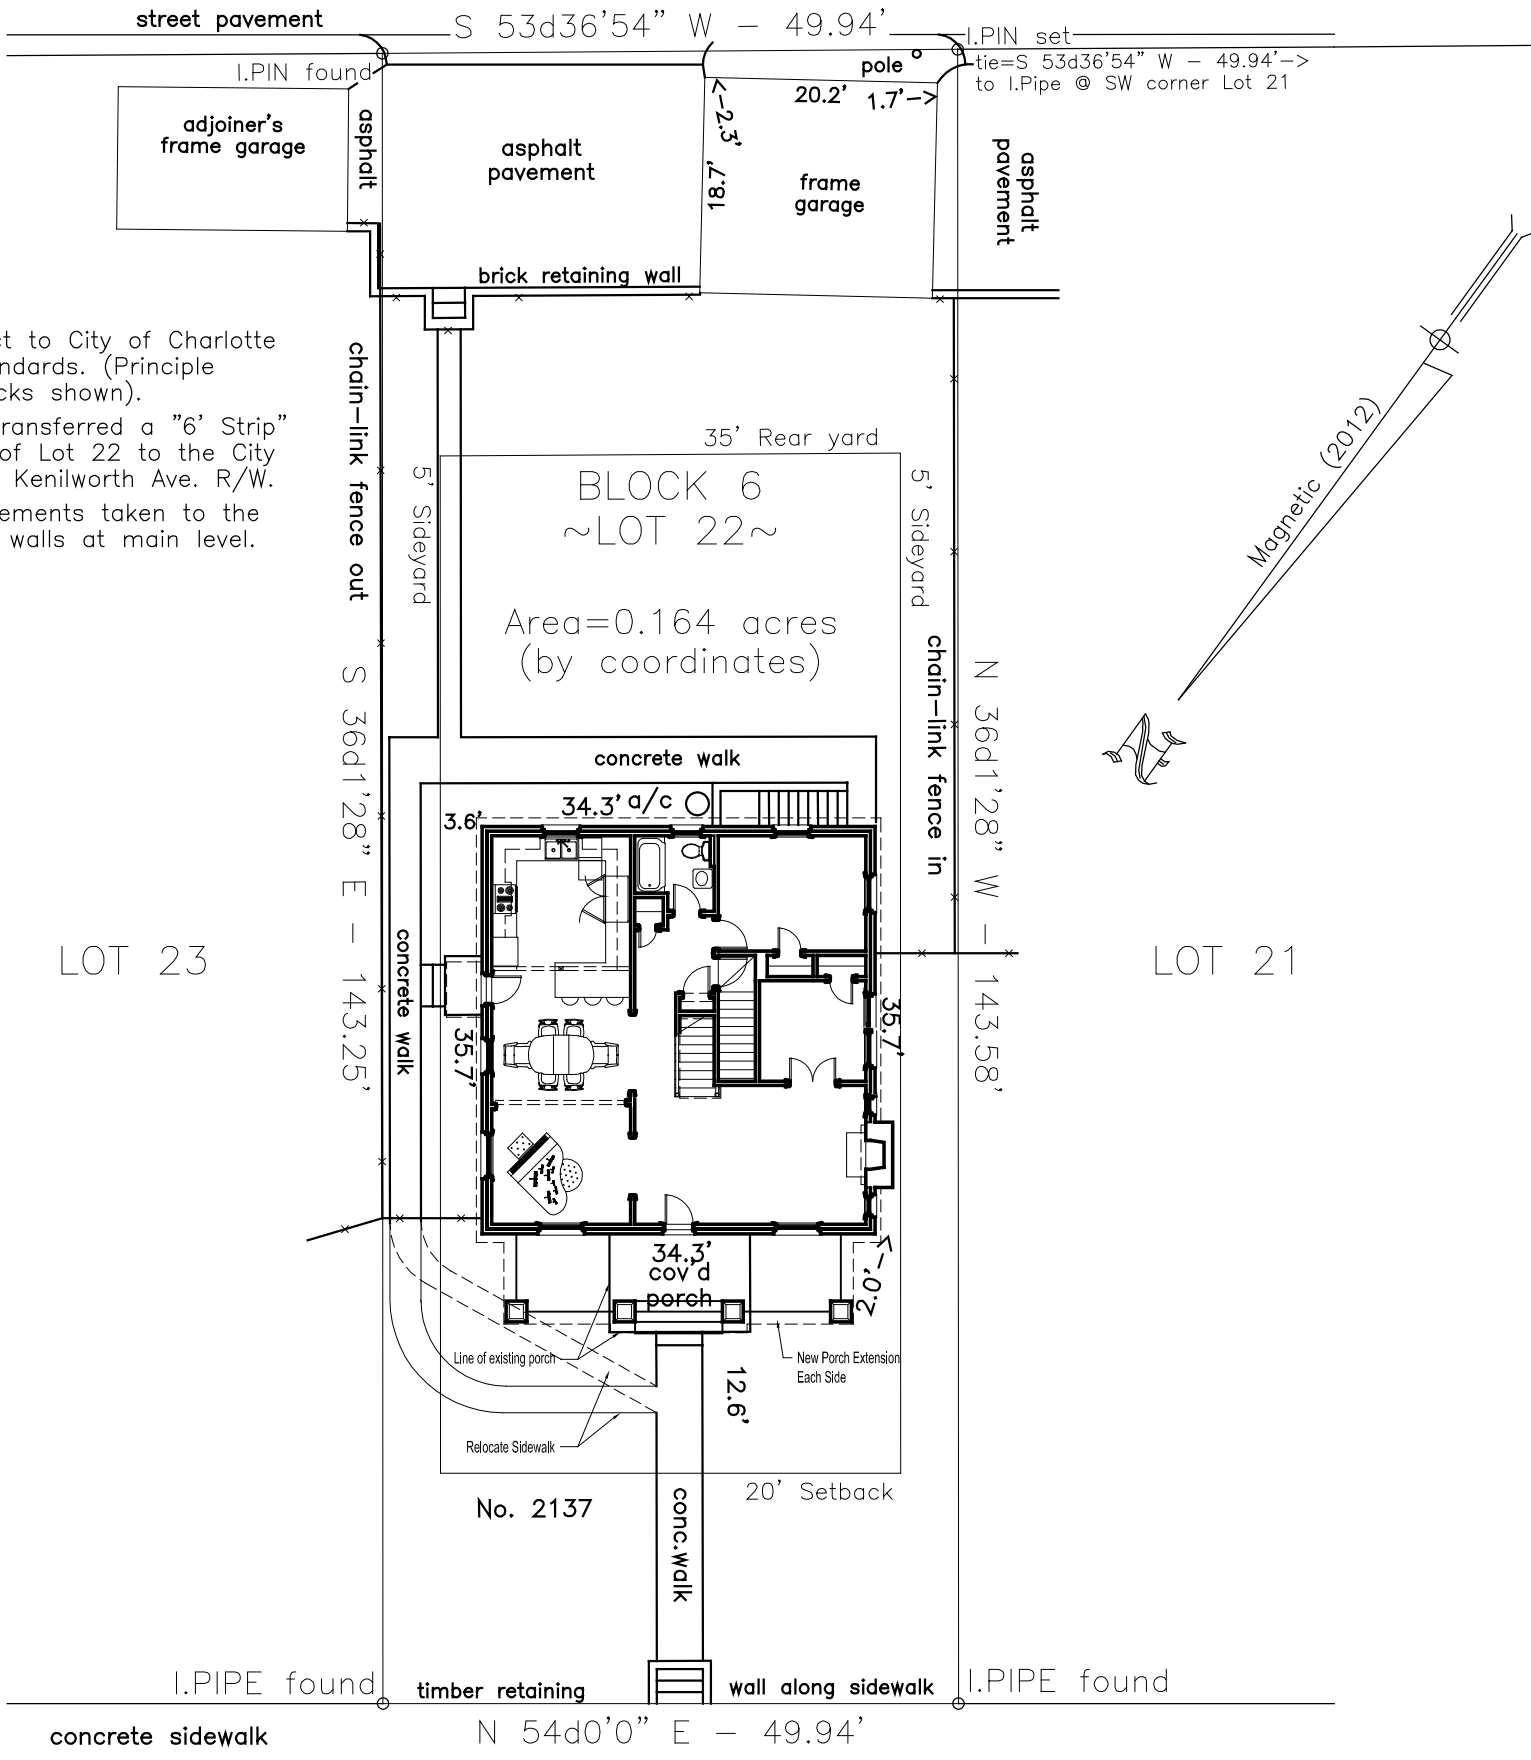 street pavement
S 53d36'54" W - 49.94'
I.PIN set
I.PIN found
pole
tie=S 53d36'54" W - 49.94'->
to I.Pipe @ SW corner Lot 21
20.2'
1.7'->
<-2.3'
adjoiner's
frame garage
asphalt
asphalt
pavement
18.7'
frame
garage
asphalt
pavement
brick retaining wall
ct to City of Charlotte
ndards. (Principle
cks shown).
ransferred a "6' Strip"
of Lot 22 to the City
Kenilworth Ave. R/W.
ements taken to the
walls at main level.
chain-link fence out
35' Rear yard
5' Sideyard
BLOCK 6
~LOT 22~
5' Sideyard
Magnetic (2012)
N
Area=0.164 acres
(by coordinates)
chain-link fence in
S 36d1'28" E - 143.25'
N 36d1'28" W - 143.58'
concrete walk
34.3'
a/c
3.6'
LOT 23
concrete walk
LOT 21
35.7'
35.7'
34.3'
cov'd
porch
<-2.0'
Line of existing porch
New Porch Extension
Each Side
12.6'
Relocate Sidewalk
20' Setback
No. 2137
conc.walk
I.PIPE found
timber retaining
wall along sidewalk
I.PIPE found
concrete sidewalk
N 54d0'0" E - 49.94'